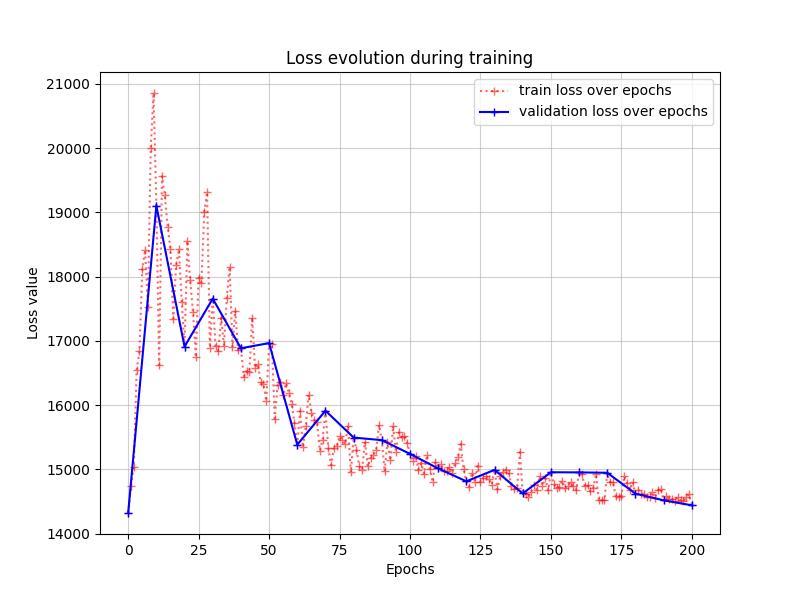 Loss evolution during training
train loss over epochs
validation loss over epochs
Loss value
21000
20000
19000
18000
17000
16000
15000
14000
0 25 50 75 100 125 150 175 200
Epochs